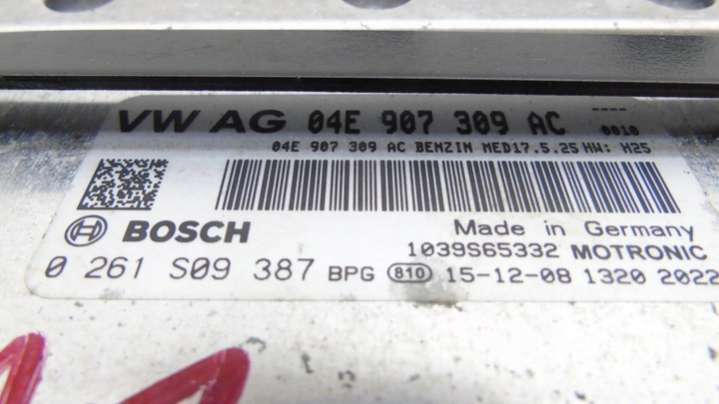 VW AG 04E 907 309 AC ----
0010
04E 907 309 AC BENZIN MED17.5.25 HW: H25
BOSCH Made in Germany
1039S65332 MOTRONIC
0 261 S09 387 BPG 810 15-12-08 1320 2022